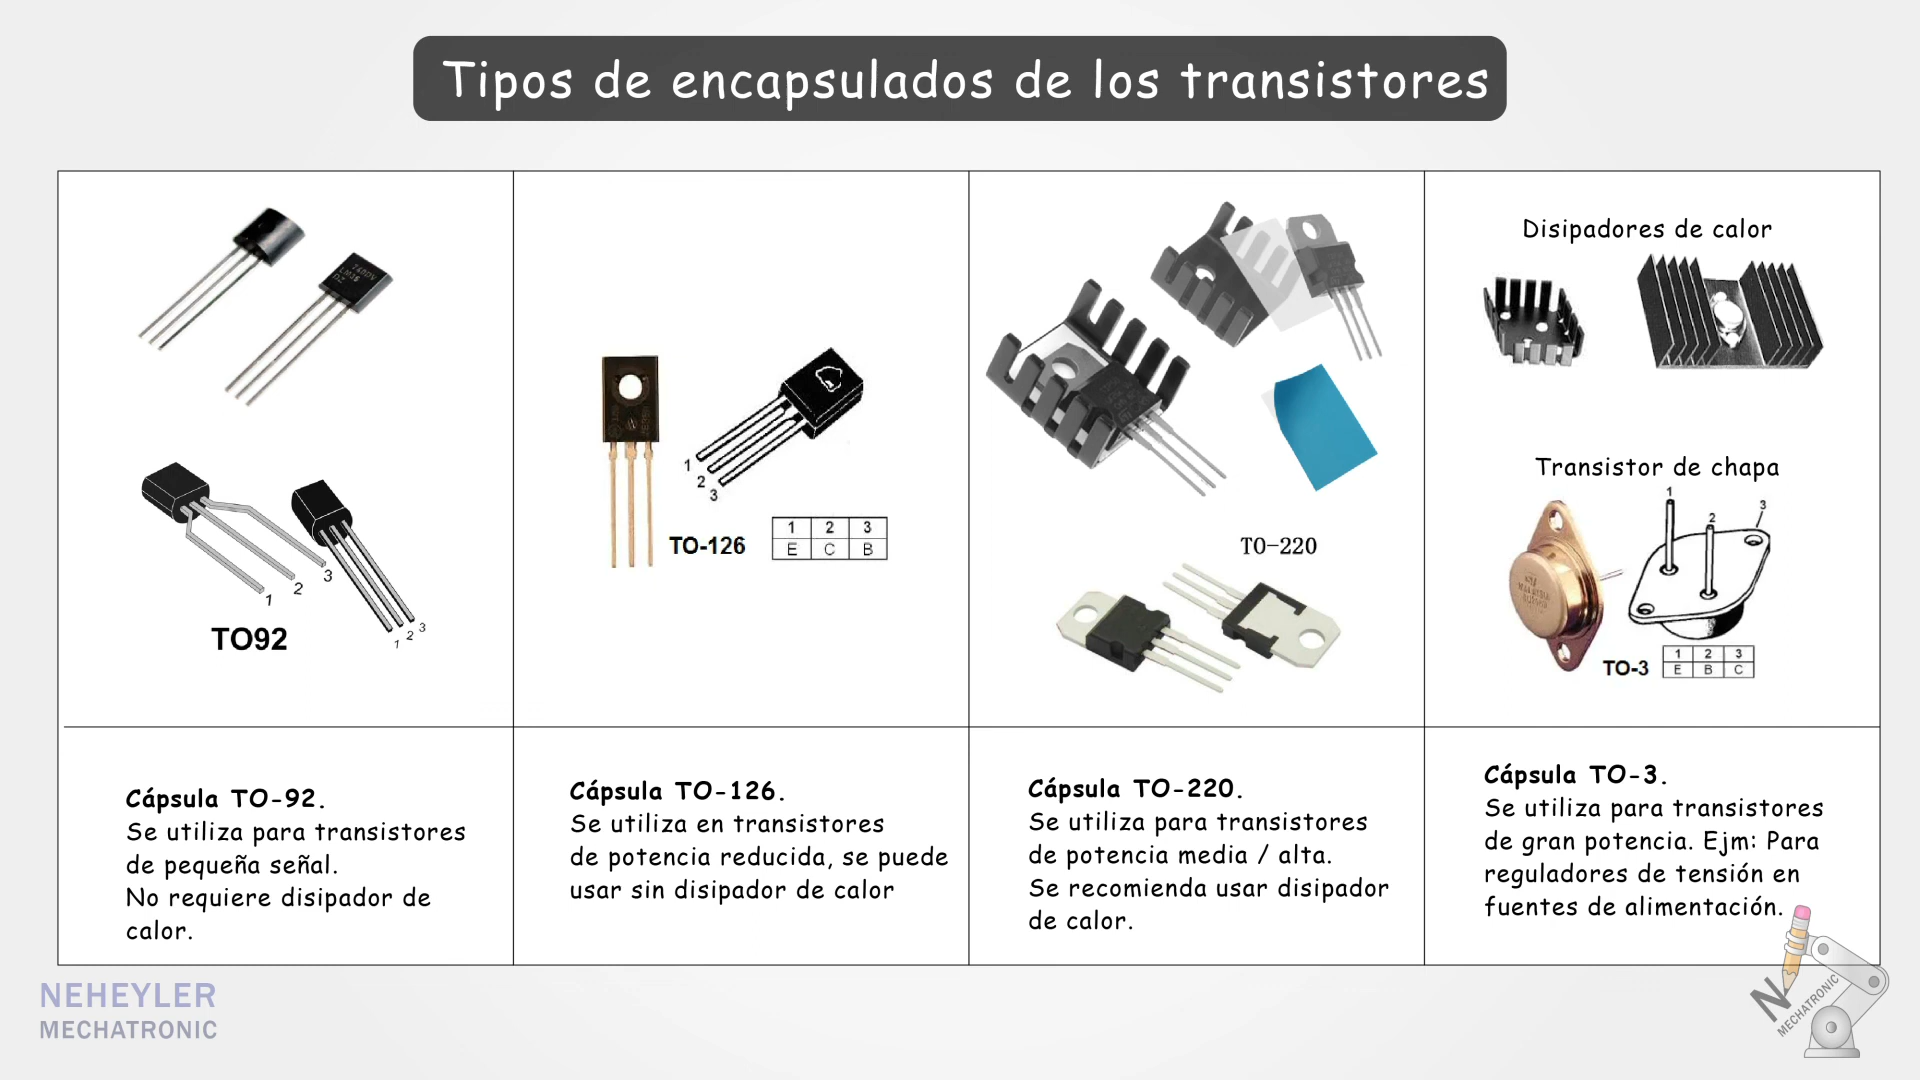 Tipos de encapsulados de los transistores
LM35
DZ
1
2
3
1
2
3
TO92
1
2
3
TO-126
1 2 3
E C B
TO-220
Disipadores de calor
Transistor de chapa
1
2
3
TO-3
1 2 3
E B C
Cápsula TO-92.
Se utiliza para transistores
de pequeña señal.
No requiere disipador de
calor.
Cápsula TO-126.
Se utiliza en transistores
de potencia reducida, se puede
usar sin disipador de calor
Cápsula TO-220.
Se utiliza para transistores
de potencia media / alta.
Se recomienda usar disipador
de calor.
Cápsula TO-3.
Se utiliza para transistores
de gran potencia. Ejm: Para
reguladores de tensión en
fuentes de alimentación.
NEHEYLER
MECHATRONIC
N
MECHATRONIC